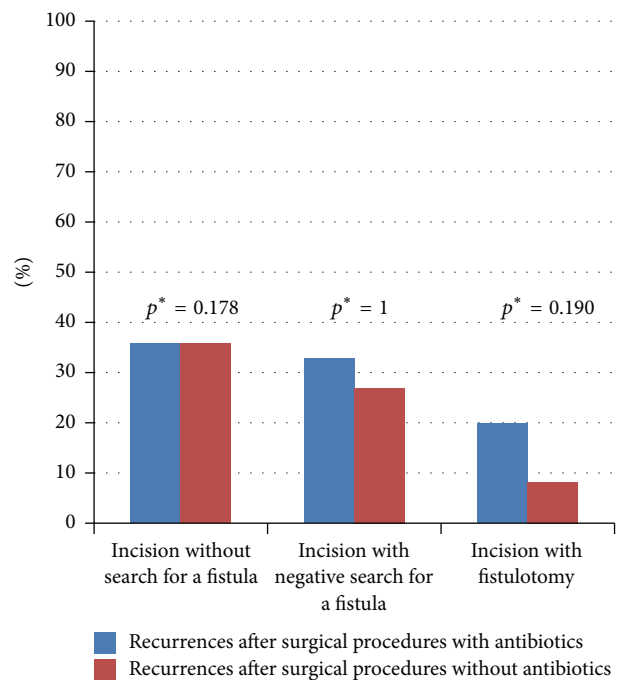 100
90
80
70
60
50
40
30
20
10
0
(%)
p* = 0.178
p* = 1
p* = 0.190
Incision without
search for a fistula
Incision with
negative search for
a fistula
Incision with
fistulotomy
Recurrences after surgical procedures with antibiotics
Recurrences after surgical procedures without antibiotics